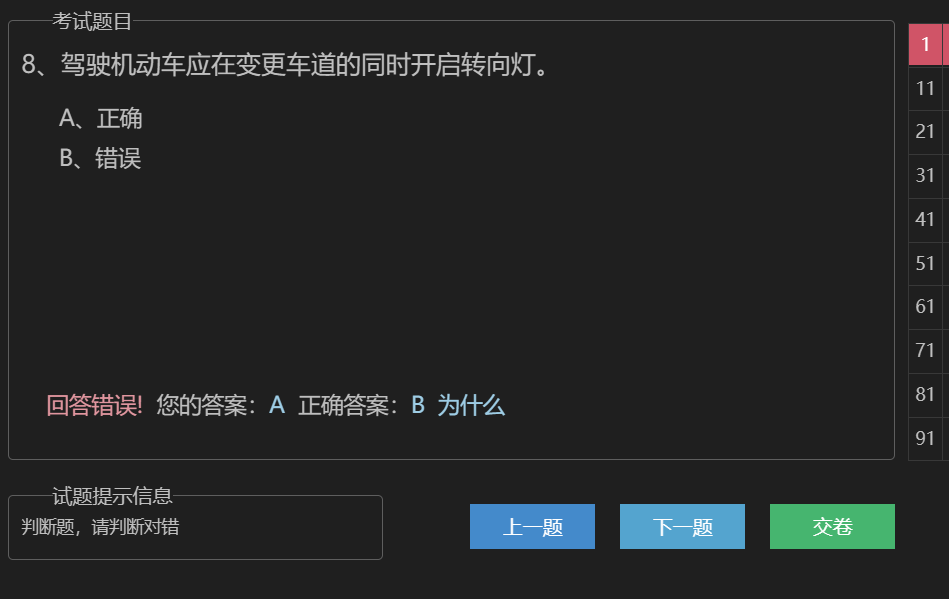 考试题目
8、驾驶机动车应在变更车道的同时开启转向灯。
A、正确
B、错误
回答错误! 您的答案：A 正确答案：B 为什么
试题提示信息
判断题，请判断对错
上一题
下一题
交卷
1
11
21
31
41
51
61
71
81
91